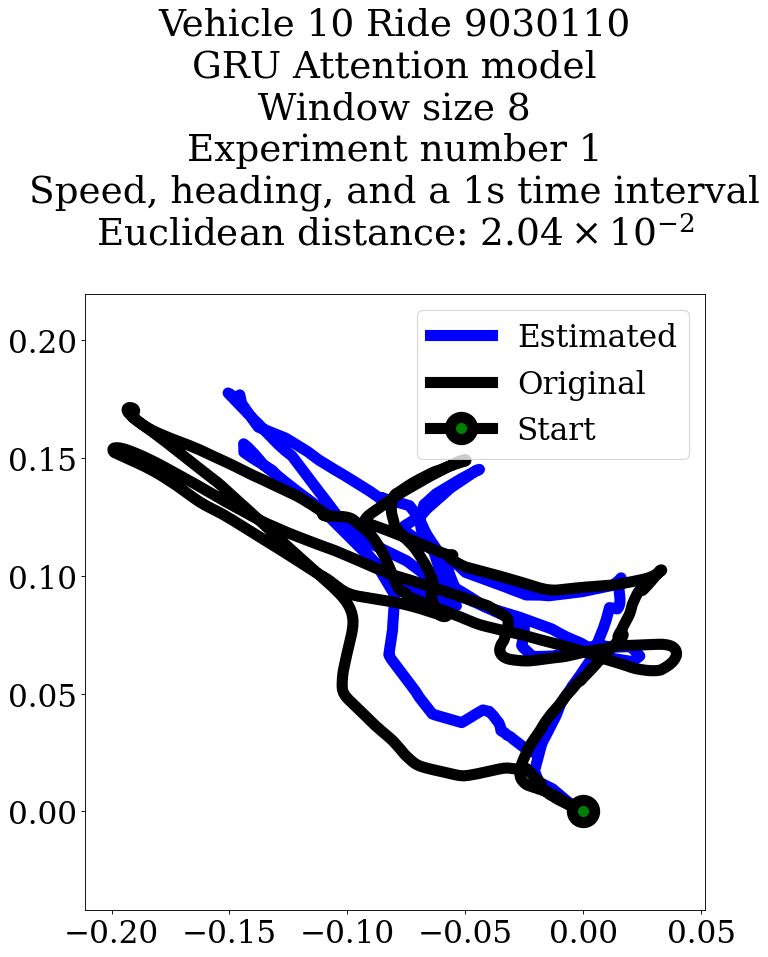 Vehicle 10 Ride 9030110
GRU Attention model
Window size 8
Experiment number 1
Speed, heading, and a 1s time interval
Euclidean distance: 2.04 × 10⁻²
Estimated
Original
Start
0.20
0.15
0.10
0.05
0.00
−0.20 −0.15 −0.10 −0.05 0.00 0.05